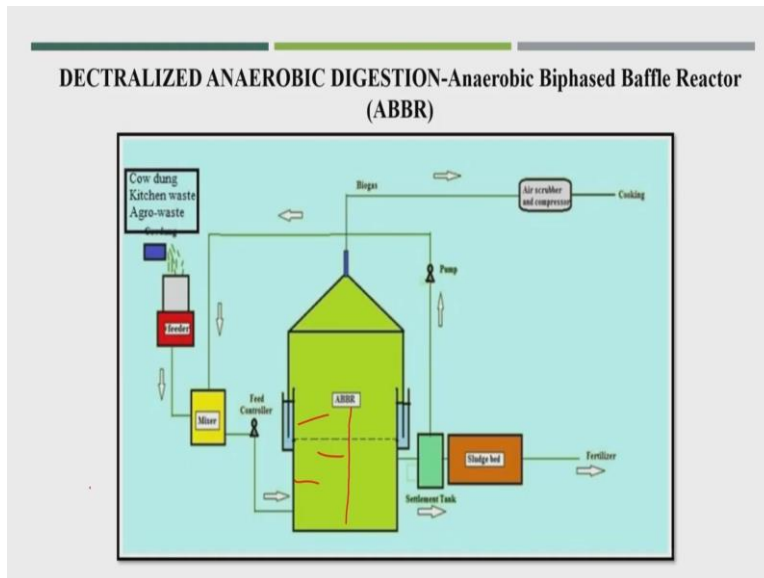 DECTRALIZED ANAEROBIC DIGESTION-Anaerobic Biphased Baffle Reactor
(ABBR)
Cow dung
Kitchen waste
Agro-waste
Biogas
Air scrubber
and compressor
Cooking
Pump
feeder
Feed
Controller
ABBR
Mixer
Sludge bed
Fertilizer
Settlement Tank